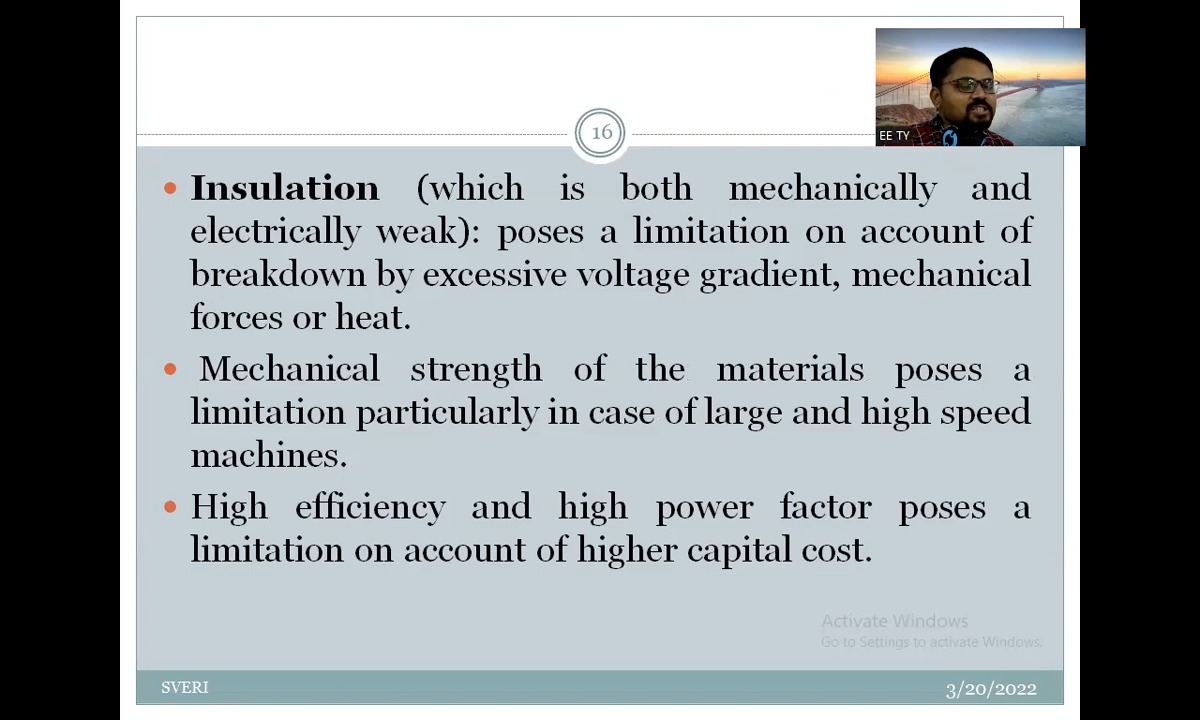 EE TY
16
• Insulation (which is both mechanically and
electrically weak): poses a limitation on account of
breakdown by excessive voltage gradient, mechanical
forces or heat.
• Mechanical strength of the materials poses a
limitation particularly in case of large and high speed
machines.
• High efficiency and high power factor poses a
limitation on account of higher capital cost.
Activate Windows
Go to Settings to activate Windows.
SVERI
3/20/2022